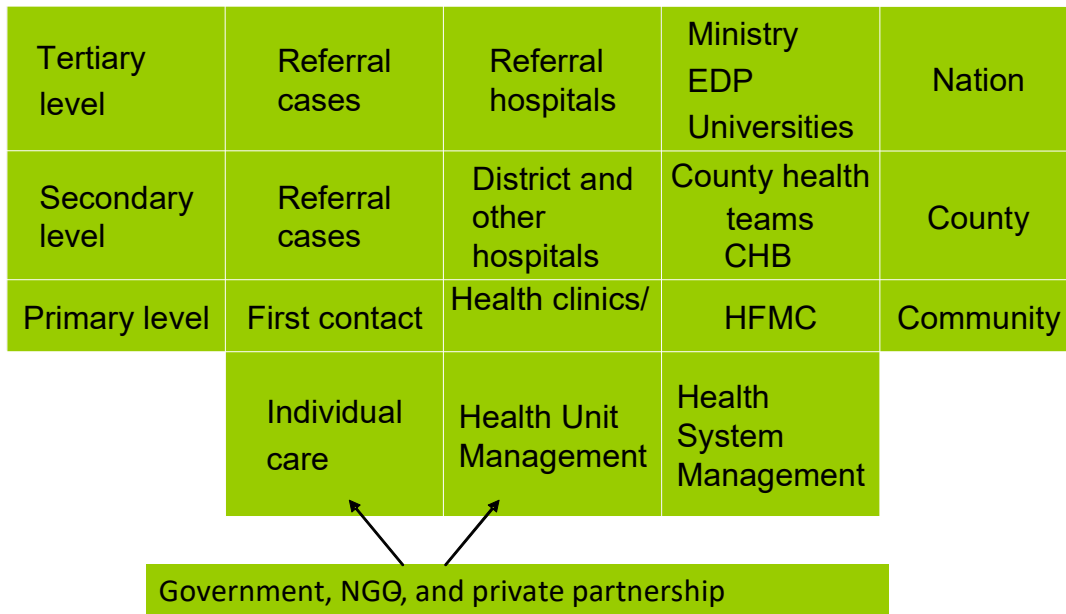 Tertiary
level
Referral
cases
Referral
hospitals
Ministry
EDP
Universities
Nation
Secondary
level
Referral
cases
District and
other
hospitals
County health
teams
CHB
County
Primary level
First contact
Health clinics/
HFMC
Community
Individual
care
Health Unit
Management
Health
System
Management
Government, NGO, and private partnership